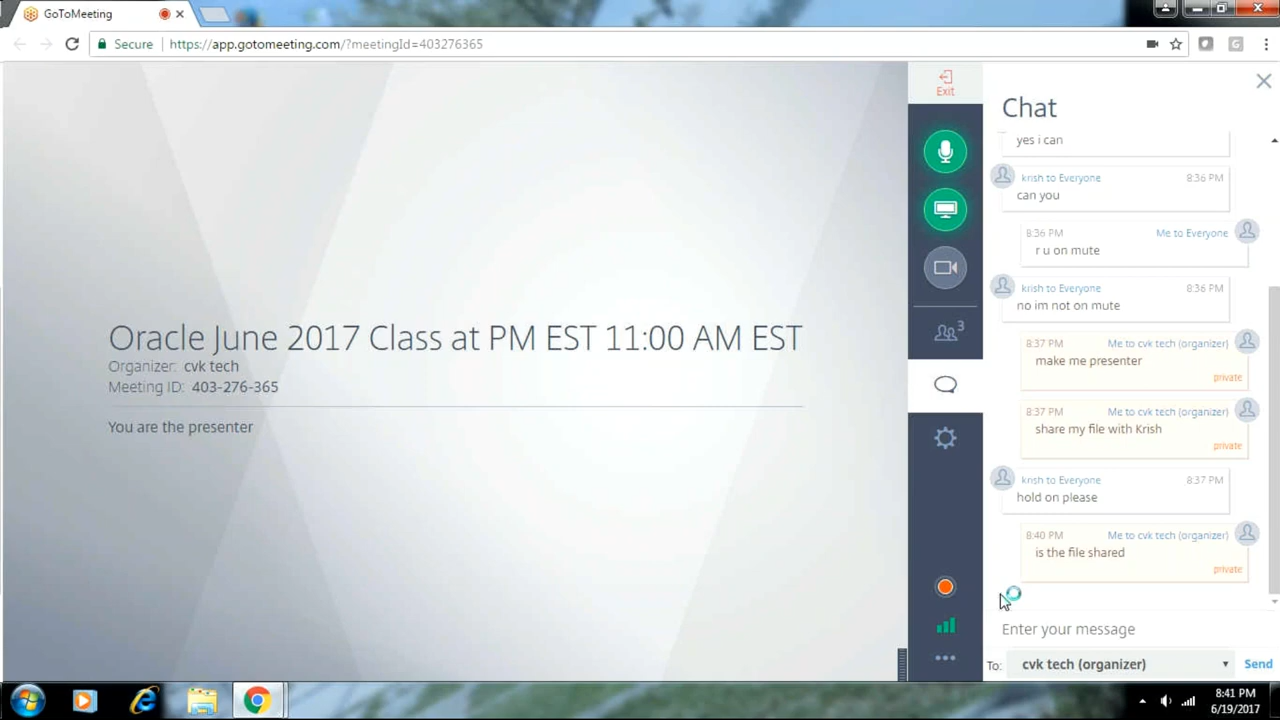 GoToMeeting
Secure
https://app.gotomeeting.com/?meetingId=403276365
Exit
Chat
yes i can
krish to Everyone 8:36 PM
can you
8:36 PM Me to Everyone
r u on mute
krish to Everyone 8:36 PM
no im not on mute
Oracle June 2017 Class at PM EST 11:00 AM EST
Organizer: cvk tech
Meeting ID: 403-276-365
You are the presenter
3
8:37 PM Me to cvk tech (organizer)
make me presenter
private
8:37 PM Me to cvk tech (organizer)
share my file with Krish
private
krish to Everyone 8:37 PM
hold on please
8:40 PM Me to cvk tech (organizer)
is the file shared
private
Enter your message
To: cvk tech (organizer) Send
8:41 PM
6/19/2017